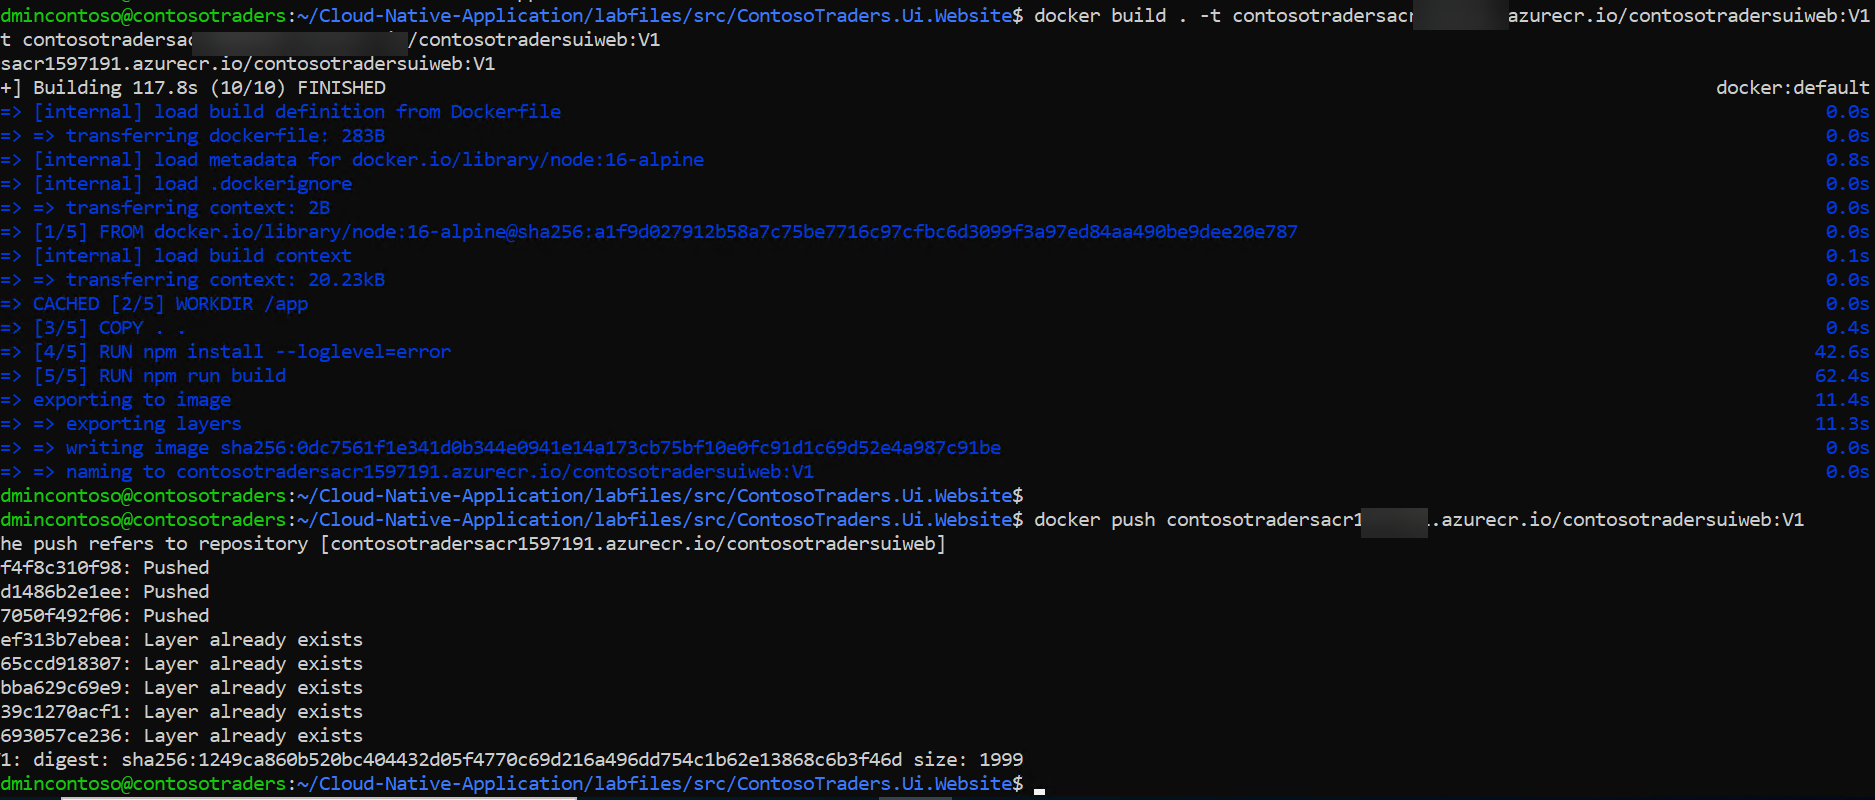 dmincontoso@contosotraders:~/Cloud-Native-Application/labfiles/src/ContosoTraders.Ui.Website$ docker build . -t contosotradersacr azurecr.io/contosotradersuiweb:V1
t contosotradersac /contosotradersuiweb:V1
sacr1597191.azurecr.io/contosotradersuiweb:V1
+] Building 117.8s (10/10) FINISHED docker:default
=> [internal] load build definition from Dockerfile 0.0s
=> => transferring dockerfile: 283B 0.0s
=> [internal] load metadata for docker.io/library/node:16-alpine 0.8s
=> [internal] load .dockerignore 0.0s
=> => transferring context: 2B 0.0s
=> [1/5] FROM docker.io/library/node:16-alpine@sha256:a1f9d027912b58a7c75be7716c97cfbc6d3099f3a97ed84aa490be9dee20e787 0.0s
=> [internal] load build context 0.1s
=> => transferring context: 20.23kB 0.0s
=> CACHED [2/5] WORKDIR /app 0.0s
=> [3/5] COPY . . 0.4s
=> [4/5] RUN npm install --loglevel=error 42.6s
=> [5/5] RUN npm run build 62.4s
=> exporting to image 11.4s
=> => exporting layers 11.3s
=> => writing image sha256:0dc7561f1e341d0b344e0941e14a173cb75bf10e0fc91d1c69d52e4a987c91be 0.0s
=> => naming to contosotradersacr1597191.azurecr.io/contosotradersuiweb:V1 0.0s
dmincontoso@contosotraders:~/Cloud-Native-Application/labfiles/src/ContosoTraders.Ui.Website$
dmincontoso@contosotraders:~/Cloud-Native-Application/labfiles/src/ContosoTraders.Ui.Website$ docker push contosotradersacr1 .azurecr.io/contosotradersuiweb:V1
he push refers to repository [contosotradersacr1597191.azurecr.io/contosotradersuiweb]
f4f8c310f98: Pushed
d1486b2e1ee: Pushed
7050f492f06: Pushed
ef313b7ebea: Layer already exists
65ccd918307: Layer already exists
bba629c69e9: Layer already exists
39c1270acf1: Layer already exists
693057ce236: Layer already exists
1: digest: sha256:1249ca860b520bc404432d05f4770c69d216a496dd754c1b62e13868c6b3f46d size: 1999
dmincontoso@contosotraders:~/Cloud-Native-Application/labfiles/src/ContosoTraders.Ui.Website$